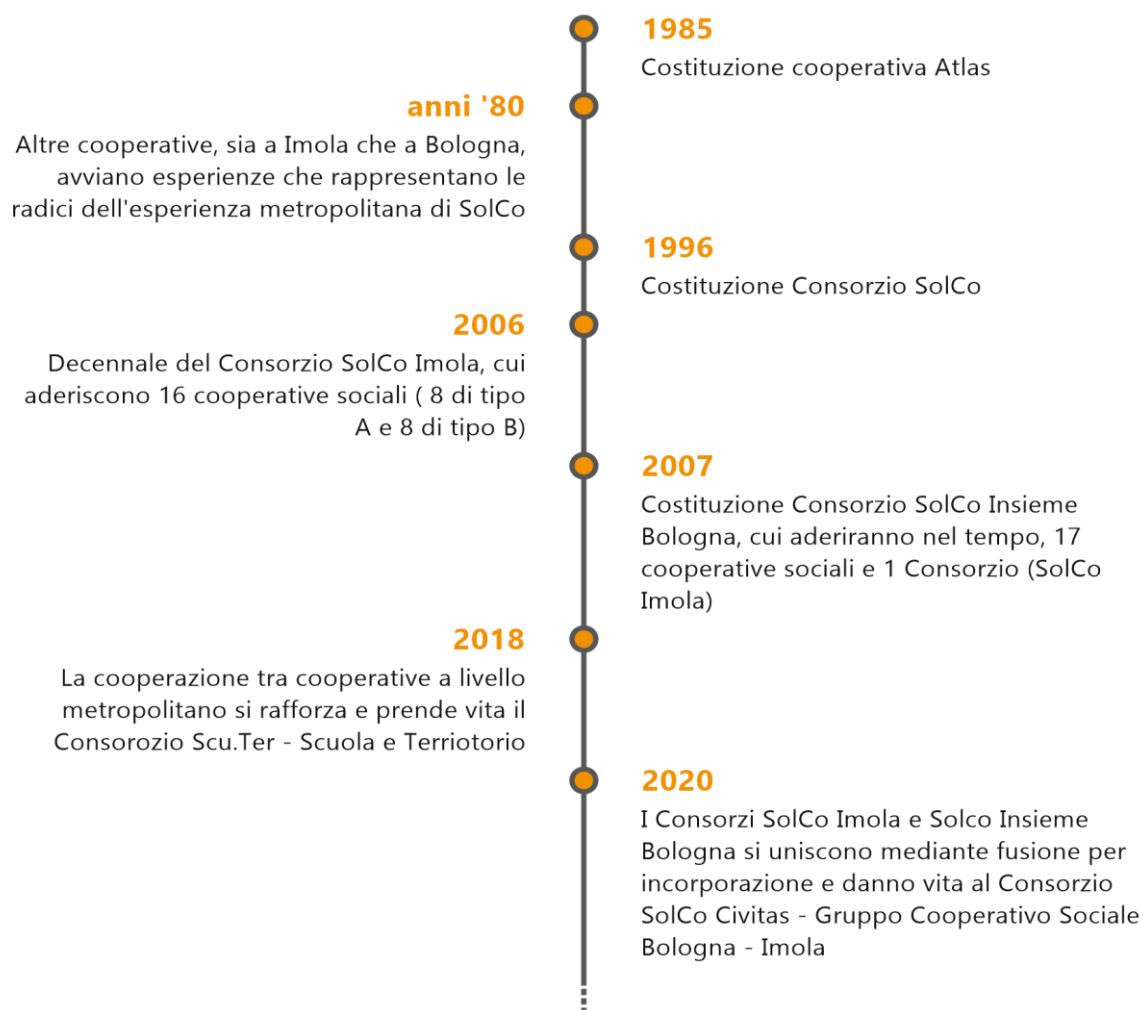 1985
Costituzione cooperativa Atlas
anni '80
Altre cooperative, sia a Imola che a Bologna,
avviano esperienze che rappresentano le
radici dell'esperienza metropolitana di SolCo
1996
Costituzione Consorzio SolCo
2006
Decennale del Consorzio SolCo Imola, cui
aderiscono 16 cooperative sociali ( 8 di tipo
A e 8 di tipo B)
2007
Costituzione Consorzio SolCo Insieme
Bologna, cui aderiranno nel tempo, 17
cooperative sociali e 1 Consorzio (SolCo
Imola)
2018
La cooperazione tra cooperative a livello
metropolitano si rafforza e prende vita il
Consorozio Scu.Ter - Scuola e Terriotorio
2020
I Consorzi SolCo Imola e Solco Insieme
Bologna si uniscono mediante fusione per
incorporazione e danno vita al Consorzio
SolCo Civitas - Gruppo Cooperativo Sociale
Bologna - Imola